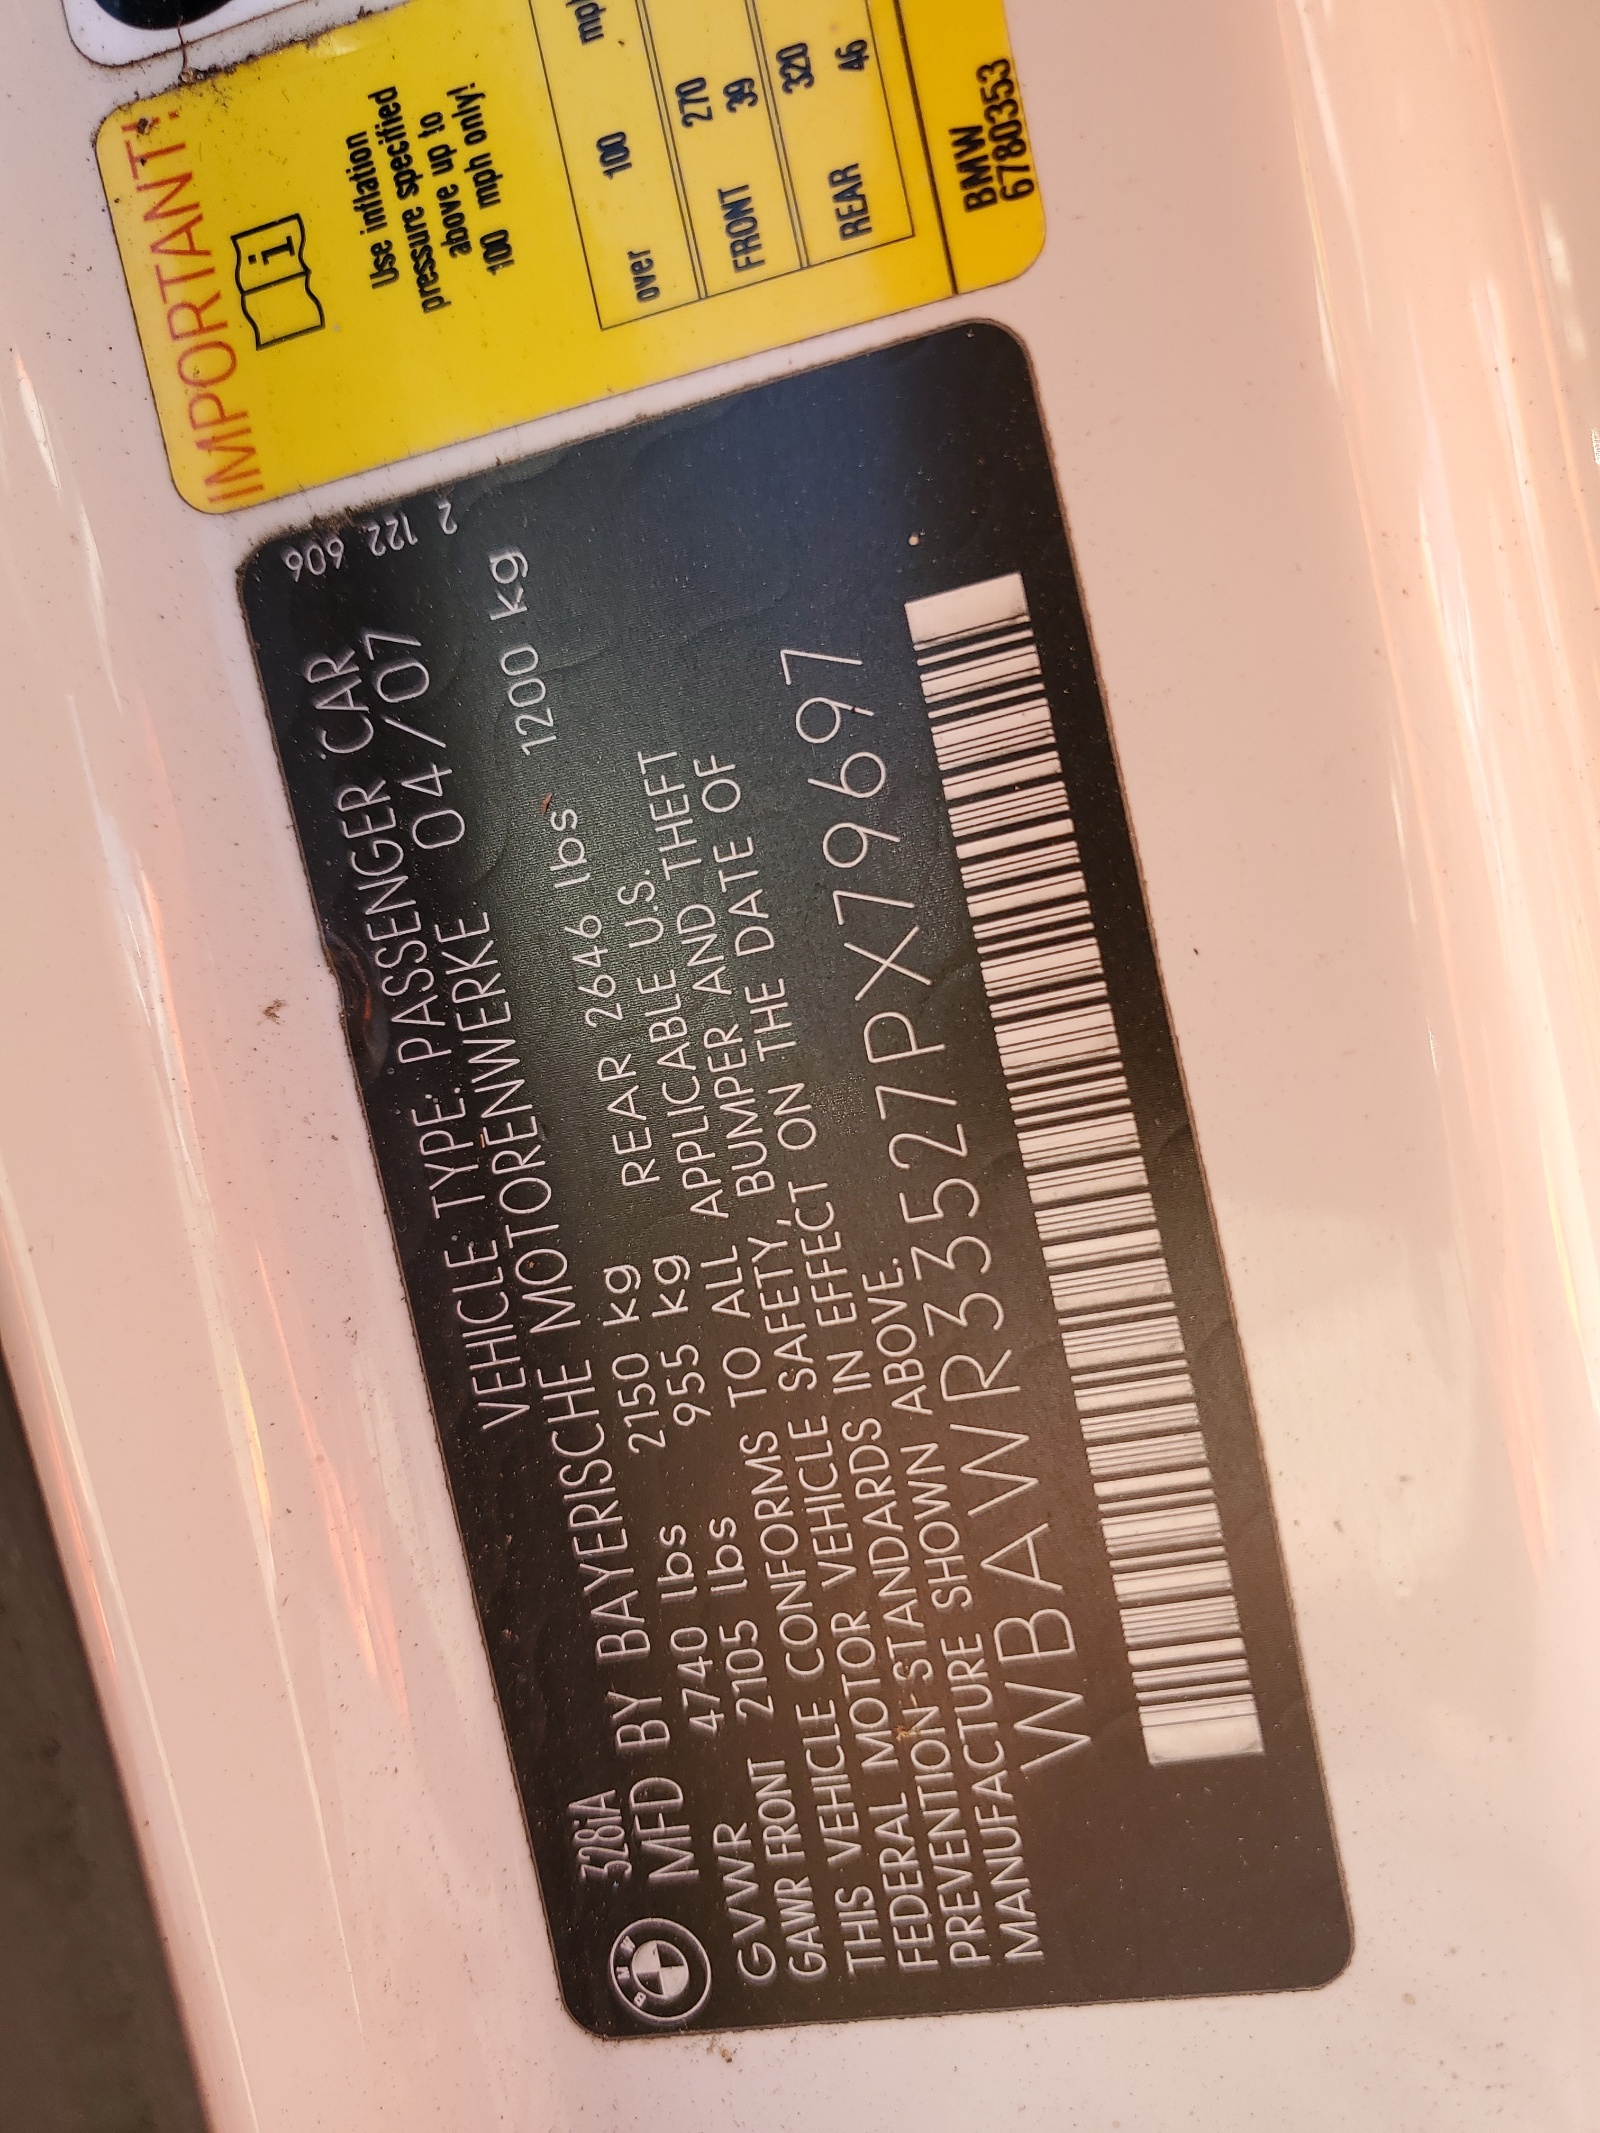 IMPORTANT!
i
Use inflation
pressure specified
above up to
100 mph only!
over 100 mph
FRONT 270
39
REAR 320
46
BMW
6780353
2 122 606
328iA VEHICLE TYPE: PASSENGER CAR
MFD BY BAYERISCHE MOTORENWERKE 04/07
GVWR 4740 lbs 2150 kg
GAWR FRONT 2105 lbs 955 kg REAR 2646 lbs 1200 kg
THIS VEHICLE CONFORMS TO ALL APPLICABLE U.S.
FEDERAL MOTOR VEHICLE SAFETY, BUMPER AND THEFT
PREVENTION STANDARDS IN EFFECT ON THE DATE OF
MANUFACTURE SHOWN ABOVE.
WBAWR33527PX79697
BMW